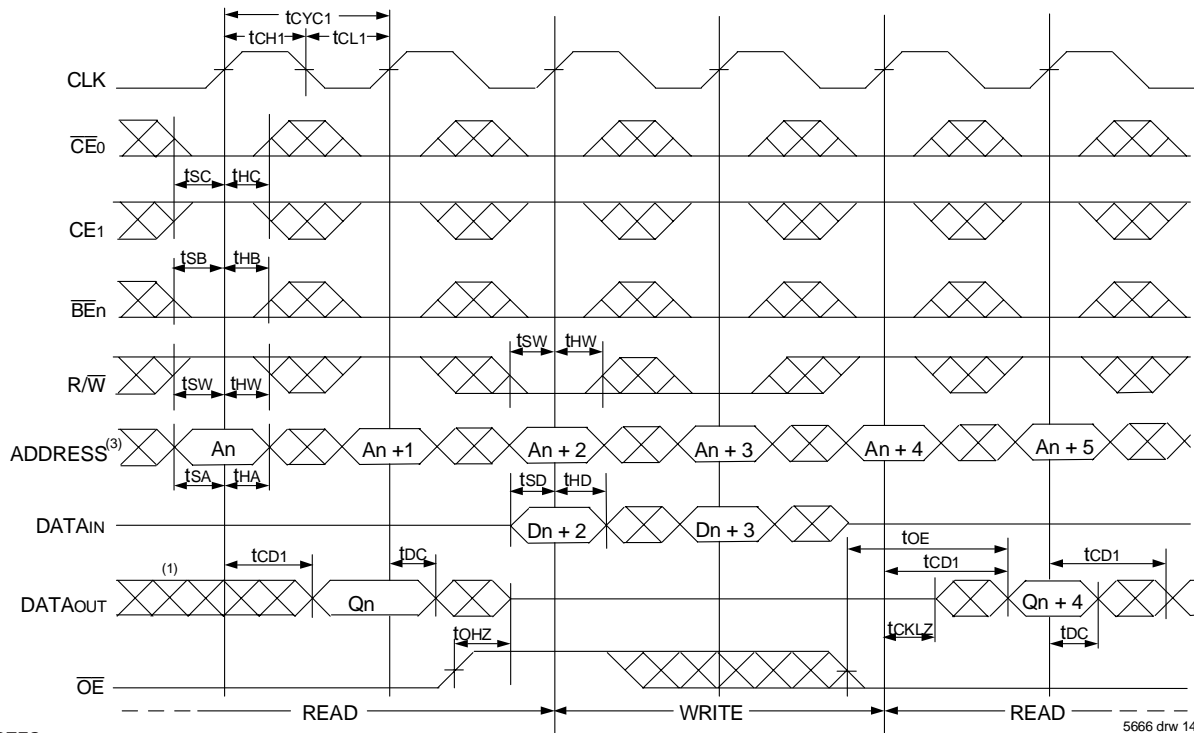 tCYC1
tCH1 tCL1
CLK
CE0
tSC tHC
CE1
tSB tHB
BEn
tSW tHW
R/W
tSW tHW
ADDRESS(3) An An +1 An + 2 An + 3 An + 4 An + 5
tSA tHA tSD tHD
DATAIN Dn + 2 Dn + 3
tOE
tCD1 tDC tCD1 tCD1
(1)
DATAOUT Qn Qn + 4
tOHZ tCKLZ tDC
OE
READ WRITE READ
5666 drw 14